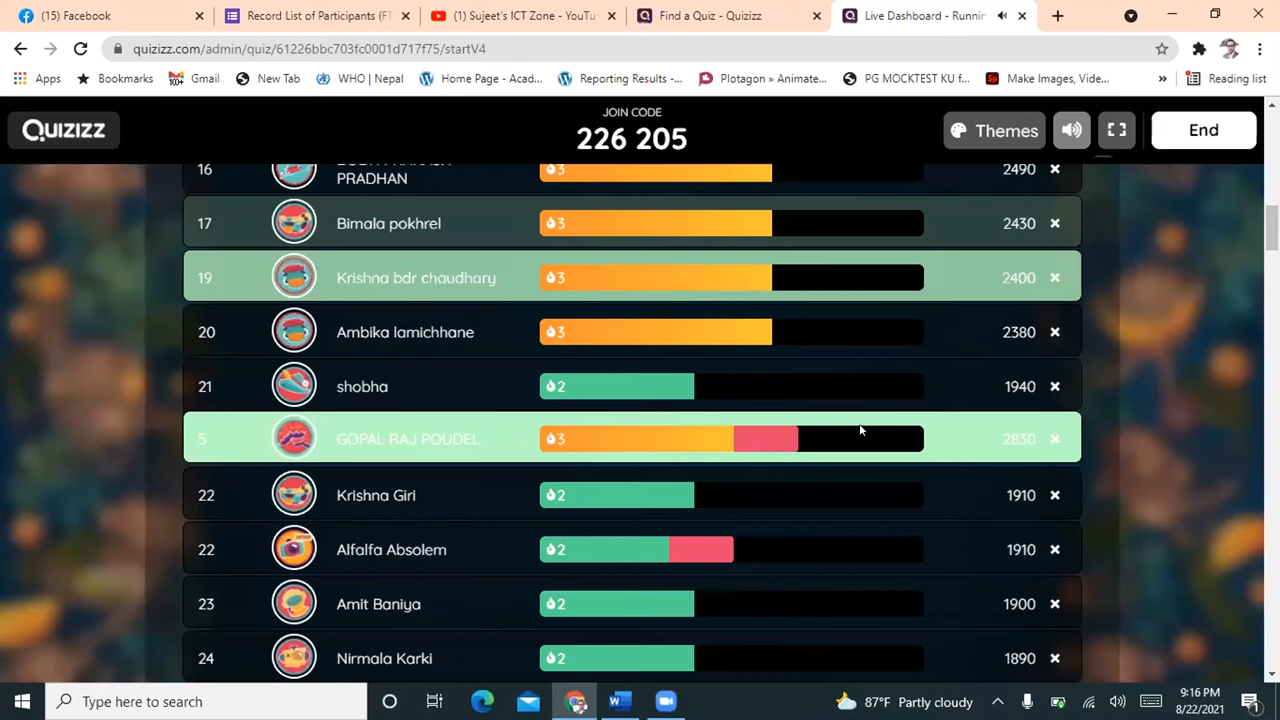 (15) Facebook
Record List of Participants (FT
(1) Sujeet's ICT Zone - YouTu
Find a Quiz - Quizizz
Live Dashboard - Runnin
quizizz.com/admin/quiz/61226bbc703fc0001d717f75/startV4
Apps Bookmarks Gmail New Tab WHO | Nepal Home Page - Acad... Reporting Results -... Plotagon » Animate... PG MOCKTEST KU f... Make Images, Vide... » Reading list
Quizizz
JOIN CODE
226 205
Themes
End
16 PRADHAN 3 2490
17 Bimala pokhrel 3 2430
19 Krishna bdr chaudhary 3 2400
20 Ambika lamichhane 3 2380
21 shobha 2 1940
5 GOPAL RAJ POUDEL 3 2830
22 Krishna Giri 2 1910
22 Alfalfa Absolem 2 1910
23 Amit Baniya 2 1900
24 Nirmala Karki 2 1890
Type here to search
87°F Partly cloudy
9:16 PM
8/22/2021
1